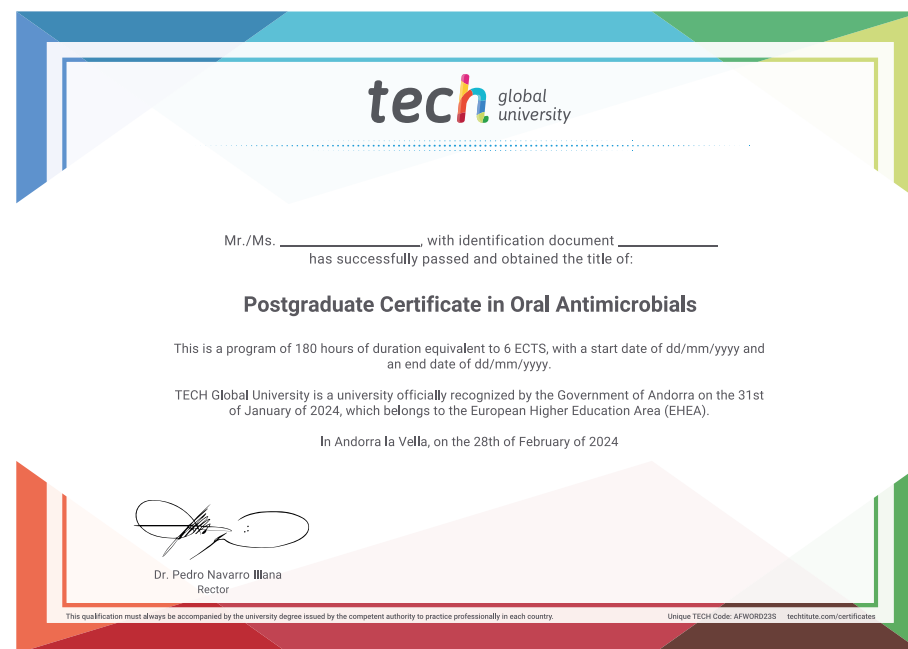 tech global university
Mr./Ms. ____________________, with identification document ______________
has successfully passed and obtained the title of:
Postgraduate Certificate in Oral Antimicrobials
This is a program of 180 hours of duration equivalent to 6 ECTS, with a start date of dd/mm/yyyy and
an end date of dd/mm/yyyy.
TECH Global University is a university officially recognized by the Government of Andorra on the 31st
of January of 2024, which belongs to the European Higher Education Area (EHEA).
In Andorra la Vella, on the 28th of February of 2024
Dr. Pedro Navarro Illana
Rector
This qualification must always be accompanied by the university degree issued by the competent authority to practice professionally in each country.
Unique TECH Code: AFWORD23S techtitute.com/certificates